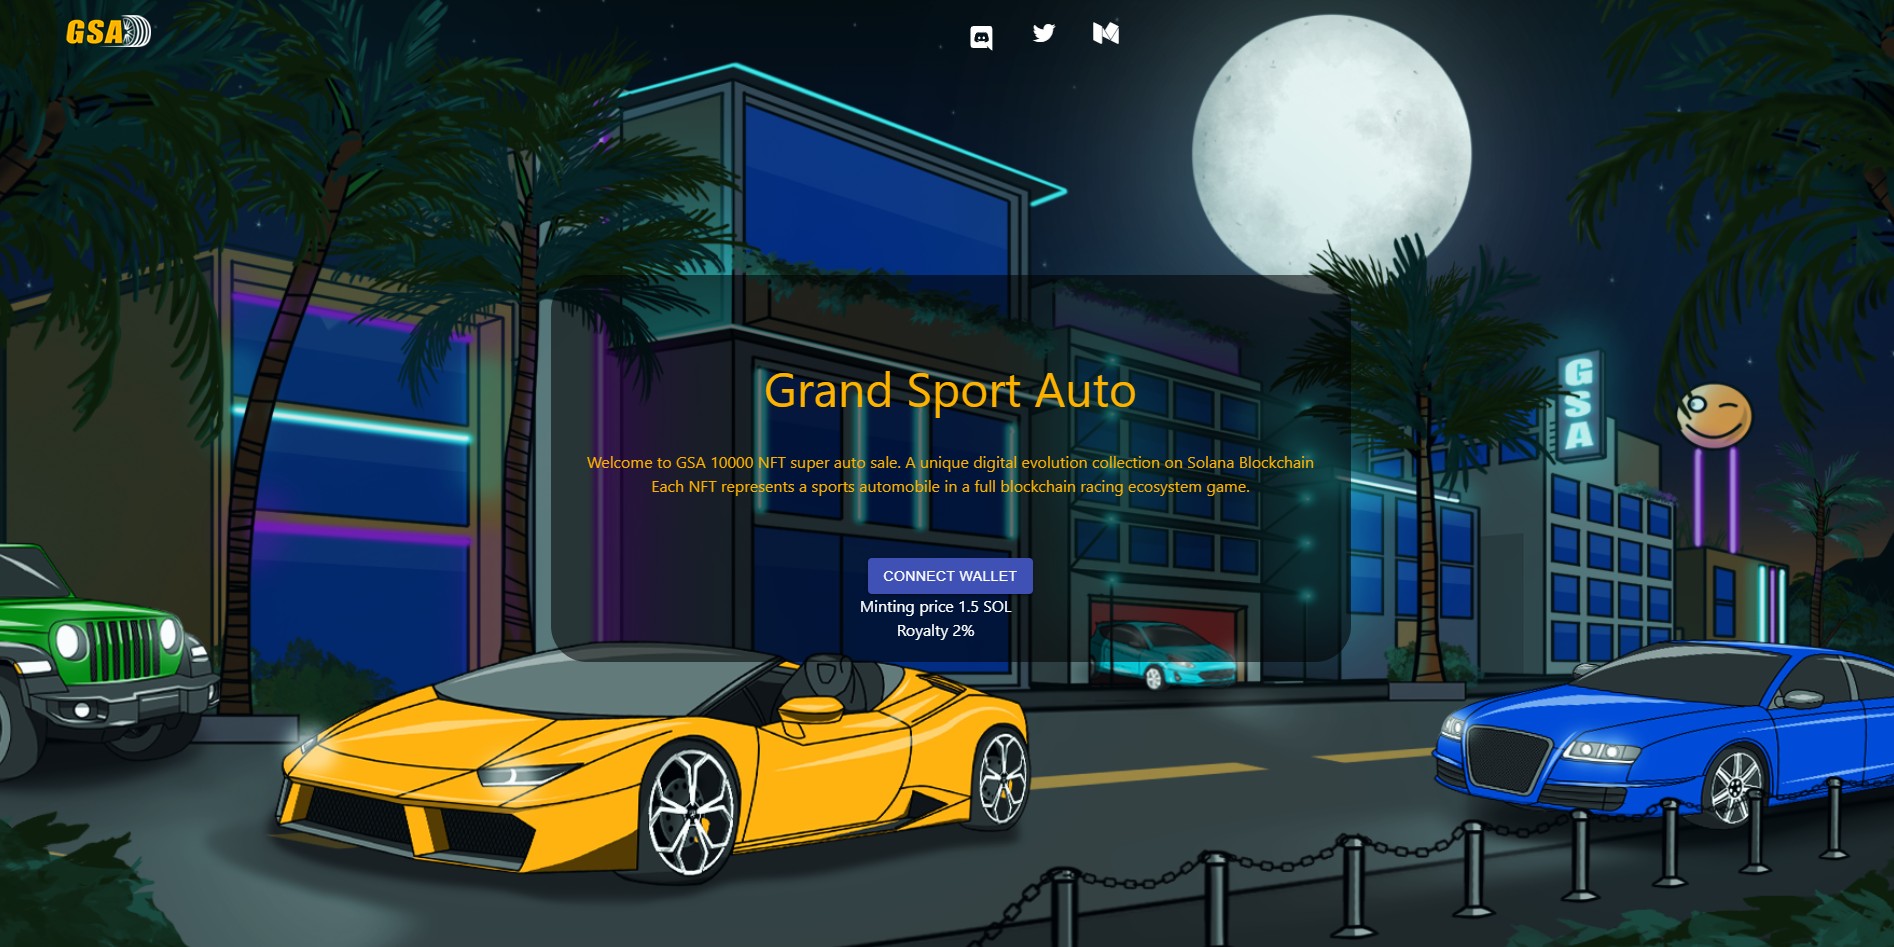 GSA
Grand Sport Auto
Welcome to GSA 10000 NFT super auto sale. A unique digital evolution collection on Solana Blockchain
Each NFT represents a sports automobile in a full blockchain racing ecosystem game.
CONNECT WALLET
Minting price 1.5 SOL
Royalty 2%
GSA